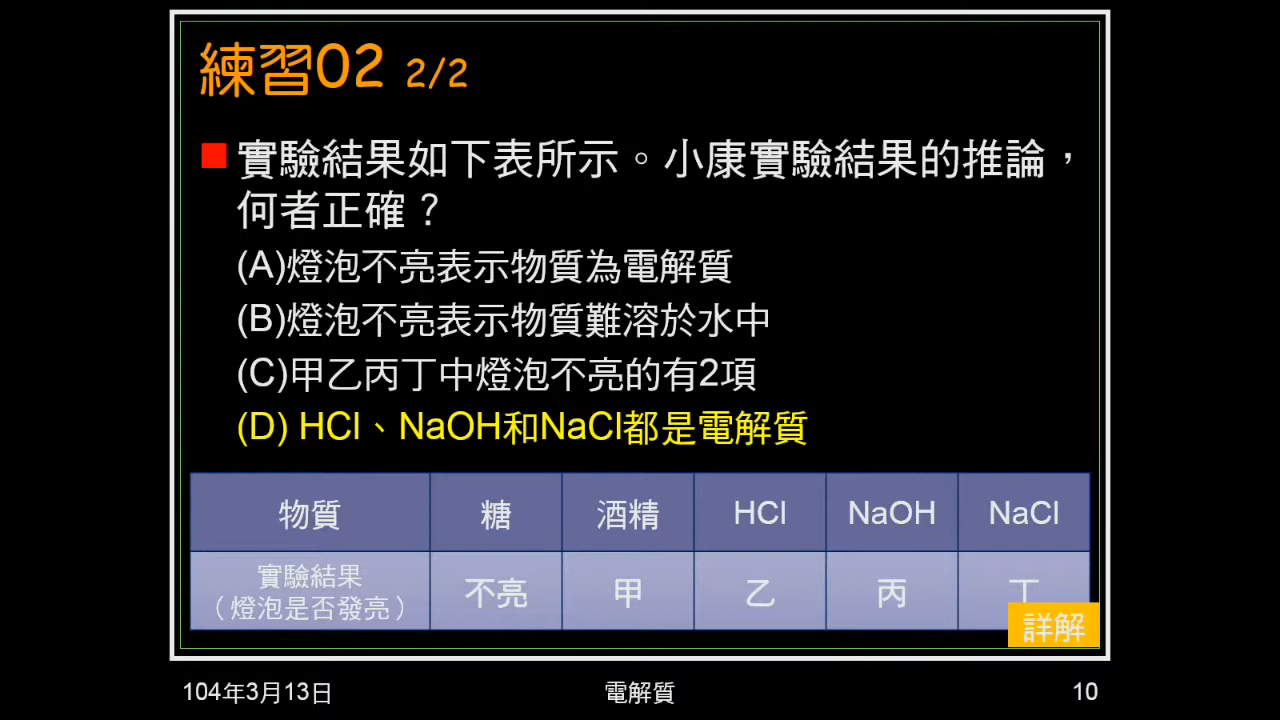 練習02 2/2
實驗結果如下表所示。小康實驗結果的推論，
何者正確？
(A)燈泡不亮表示物質為電解質
(B)燈泡不亮表示物質難溶於水中
(C)甲乙丙丁中燈泡不亮的有2項
(D) HCl、NaOH和NaCl都是電解質
物質 糖 酒精 HCl NaOH NaCl
實驗結果
（燈泡是否發亮） 不亮 甲 乙 丙 丁
詳解
104年3月13日 電解質 10